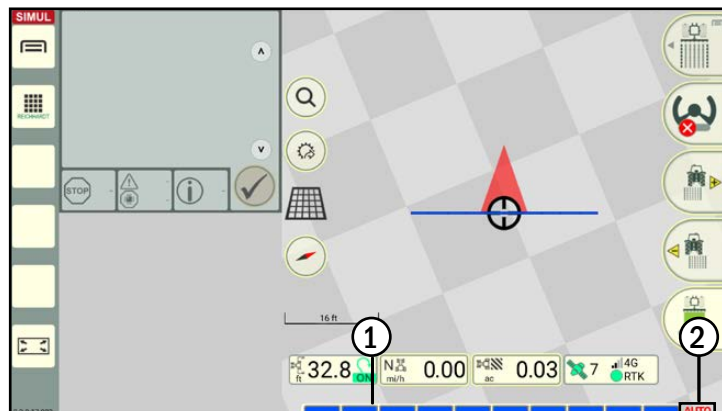 SIMUL
REICHHARDT
STOP
16 ft
1
2
32.8
ft
ON
N
mi/h
0.00
ac
0.03
7
4G
RTK
AUTO